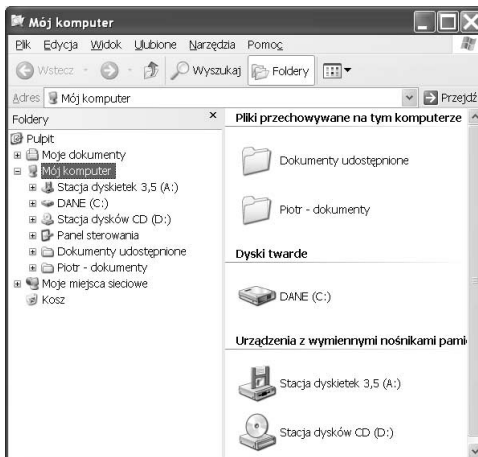 Mój komputer
Plik Edycja Widok Ulubione Narzędzia Pomoc
Wstecz Wyszukaj Foldery
Adres Mój komputer Przejdź
Foldery
Pulpit
Moje dokumenty
Mój komputer
Stacja dyskietek 3,5 (A:)
DANE (C:)
Stacja dysków CD (D:)
Panel sterowania
Dokumenty udostępnione
Piotr - dokumenty
Moje miejsca sieciowe
Kosz
Pliki przechowywane na tym komputerze
Dokumenty udostępnione
Piotr - dokumenty
Dyski twarde
DANE (C:)
Urządzenia z wymiennymi nośnikami pami
Stacja dyskietek 3,5 (A:)
Stacja dysków CD (D:)